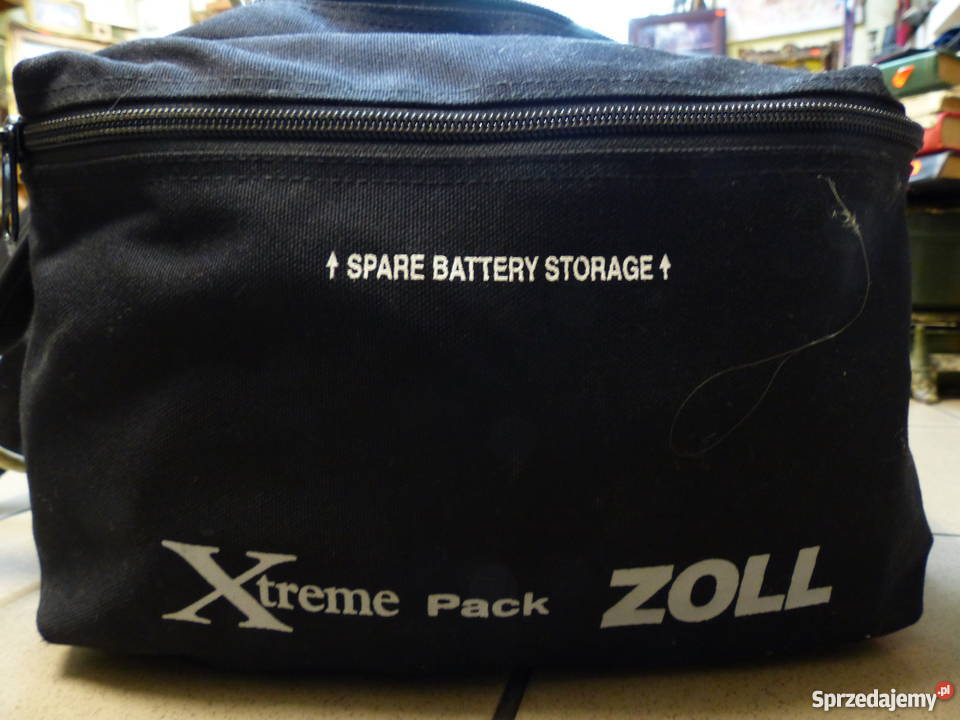 ↑ SPARE BATTERY STORAGE ↑
Xtreme Pack ZOLL
Sprzedajemy.pl